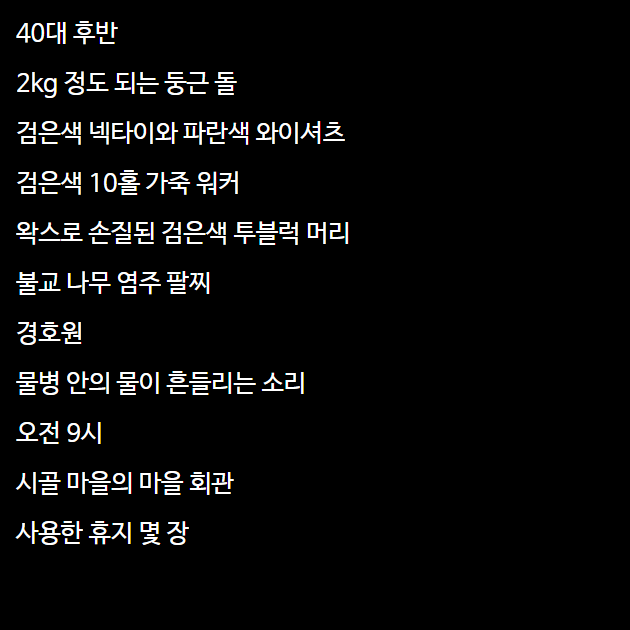 40대 후반
2kg 정도 되는 둥근 돌
검은색 넥타이와 파란색 와이셔츠
검은색 10홀 가죽 워커
왁스로 손질된 검은색 투블럭 머리
불교 나무 염주 팔찌
경호원
물병 안의 물이 흔들리는 소리
오전 9시
시골 마을의 마을 회관
사용한 휴지 몇 장